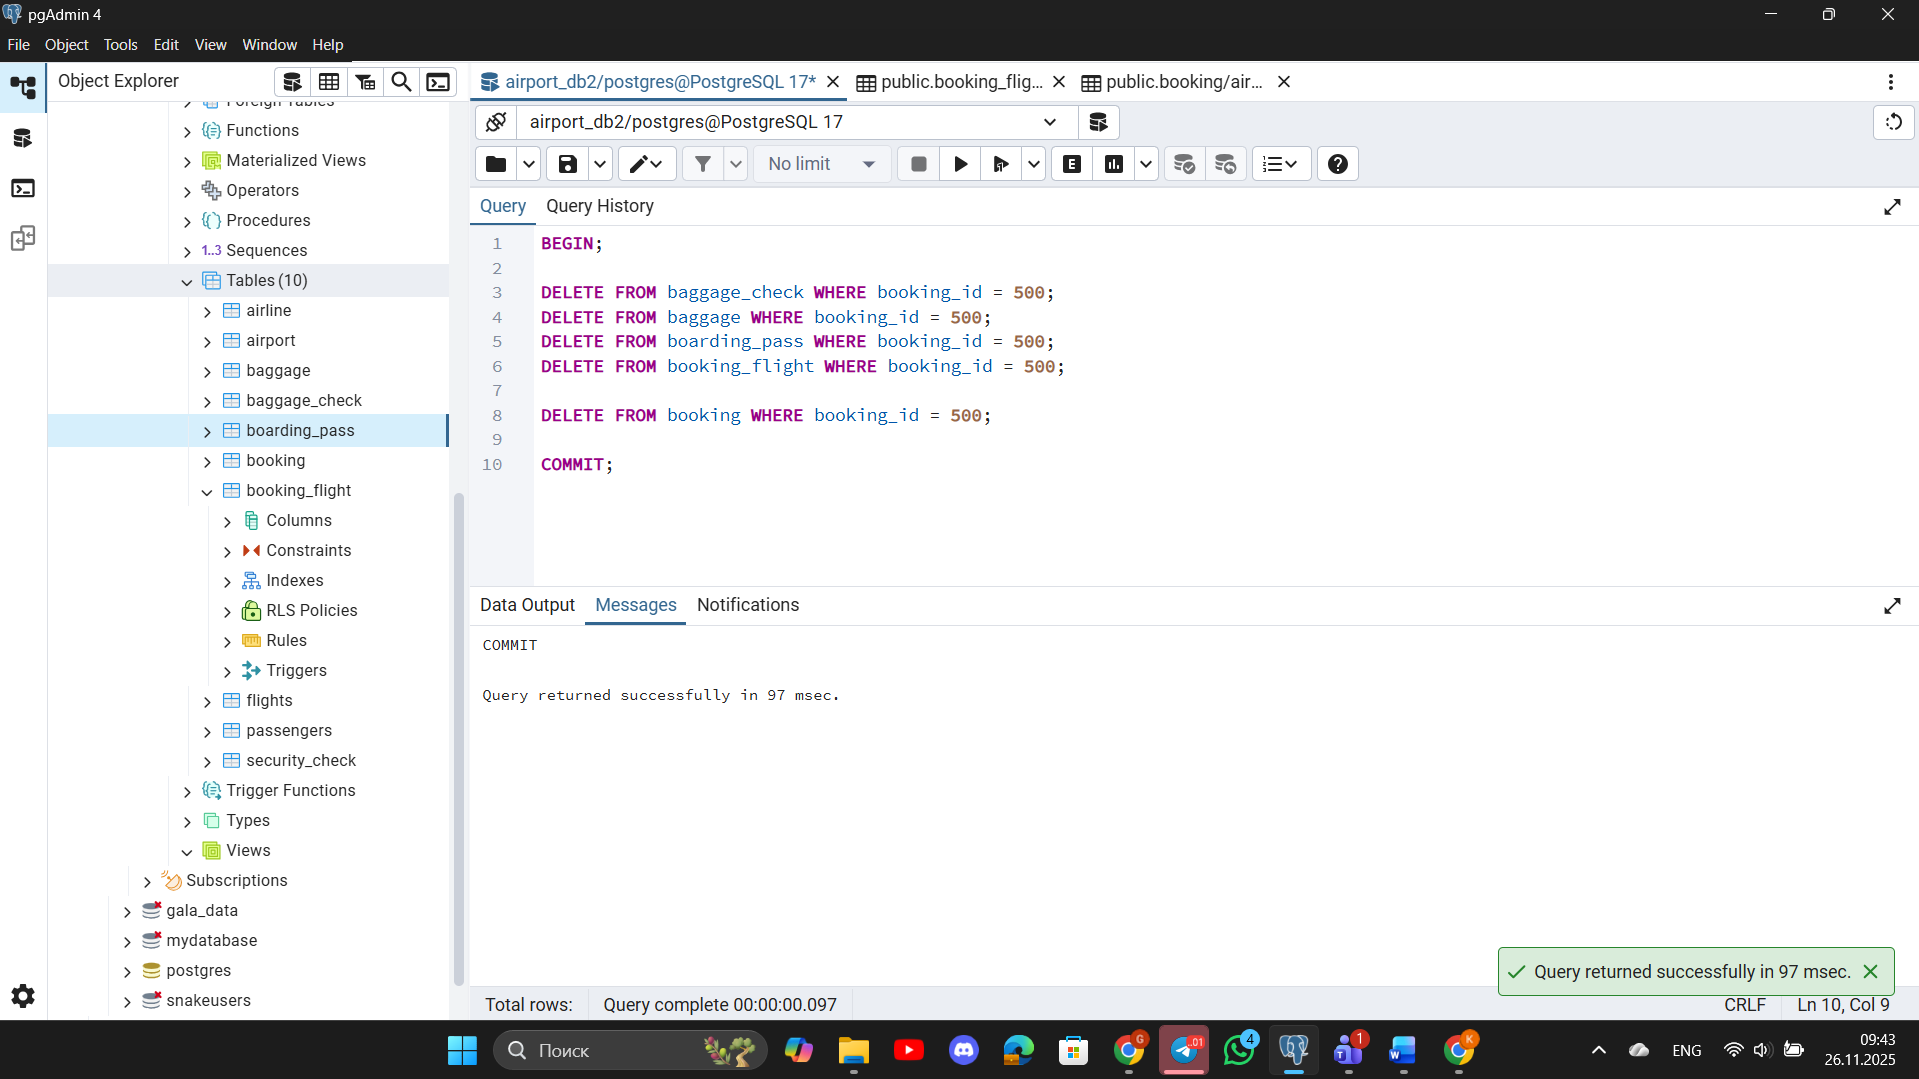 pgAdmin 4
File Object Tools Edit View Window Help
Object Explorer
airport_db2/postgres@PostgreSQL 17* public.booking_flig... public.booking/air...
airport_db2/postgres@PostgreSQL 17
No limit
Query Query History
Foreign Tables
Functions
Materialized Views
Operators
Procedures
1..3 Sequences
Tables (10)
airline
airport
baggage
baggage_check
boarding_pass
booking
booking_flight
Columns
Constraints
Indexes
RLS Policies
Rules
Triggers
flights
passengers
security_check
Trigger Functions
Types
Views
Subscriptions
gala_data
mydatabase
postgres
snakeusers
1 BEGIN;
2
3 DELETE FROM baggage_check WHERE booking_id = 500;
4 DELETE FROM baggage WHERE booking_id = 500;
5 DELETE FROM boarding_pass WHERE booking_id = 500;
6 DELETE FROM booking_flight WHERE booking_id = 500;
7
8 DELETE FROM booking WHERE booking_id = 500;
9
10 COMMIT;
Data Output Messages Notifications
COMMIT
Query returned successfully in 97 msec.
Query returned successfully in 97 msec.
Total rows: Query complete 00:00:00.097 CRLF Ln 10, Col 9
Поиск
ENG
09:43
26.11.2025